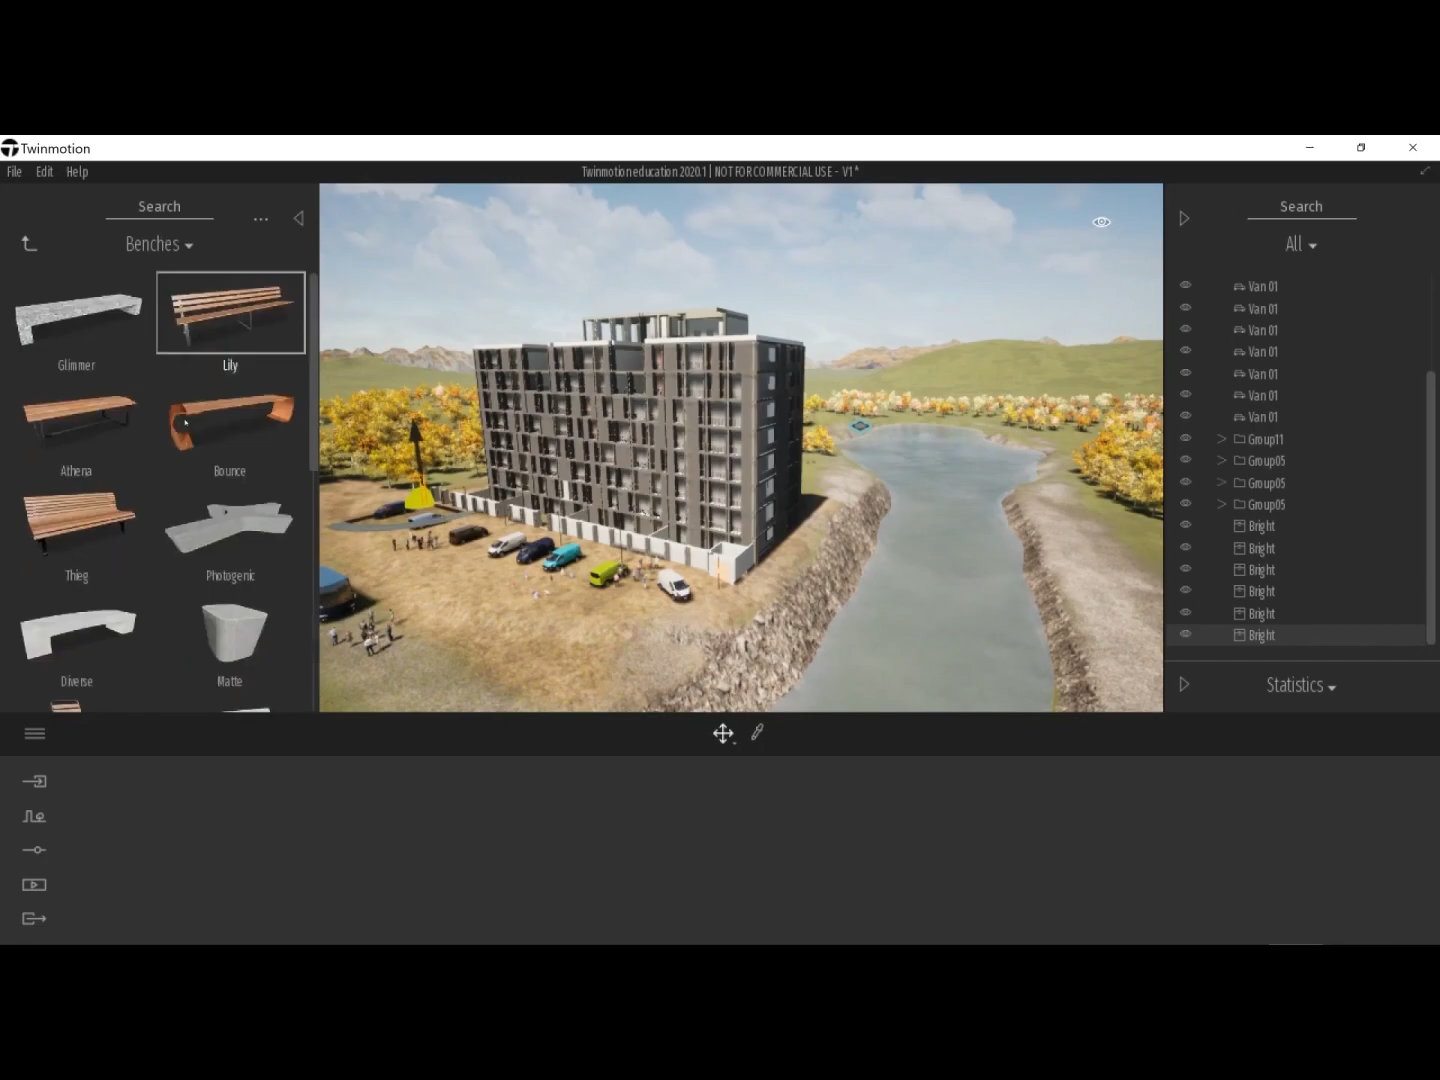 Twinmotion
File Edit Help
Twinmotion education 2020.1 | NOT FOR COMMERCIAL USE - V1*
Search
...
Benches
Glimmer
Lily
Athena
Bounce
Thieg
Photogenic
Diverse
Matte
Search
All
Van 01
Van 01
Van 01
Van 01
Van 01
Van 01
Van 01
Group11
Group05
Group05
Group05
Bright
Bright
Bright
Bright
Bright
Bright
Statistics